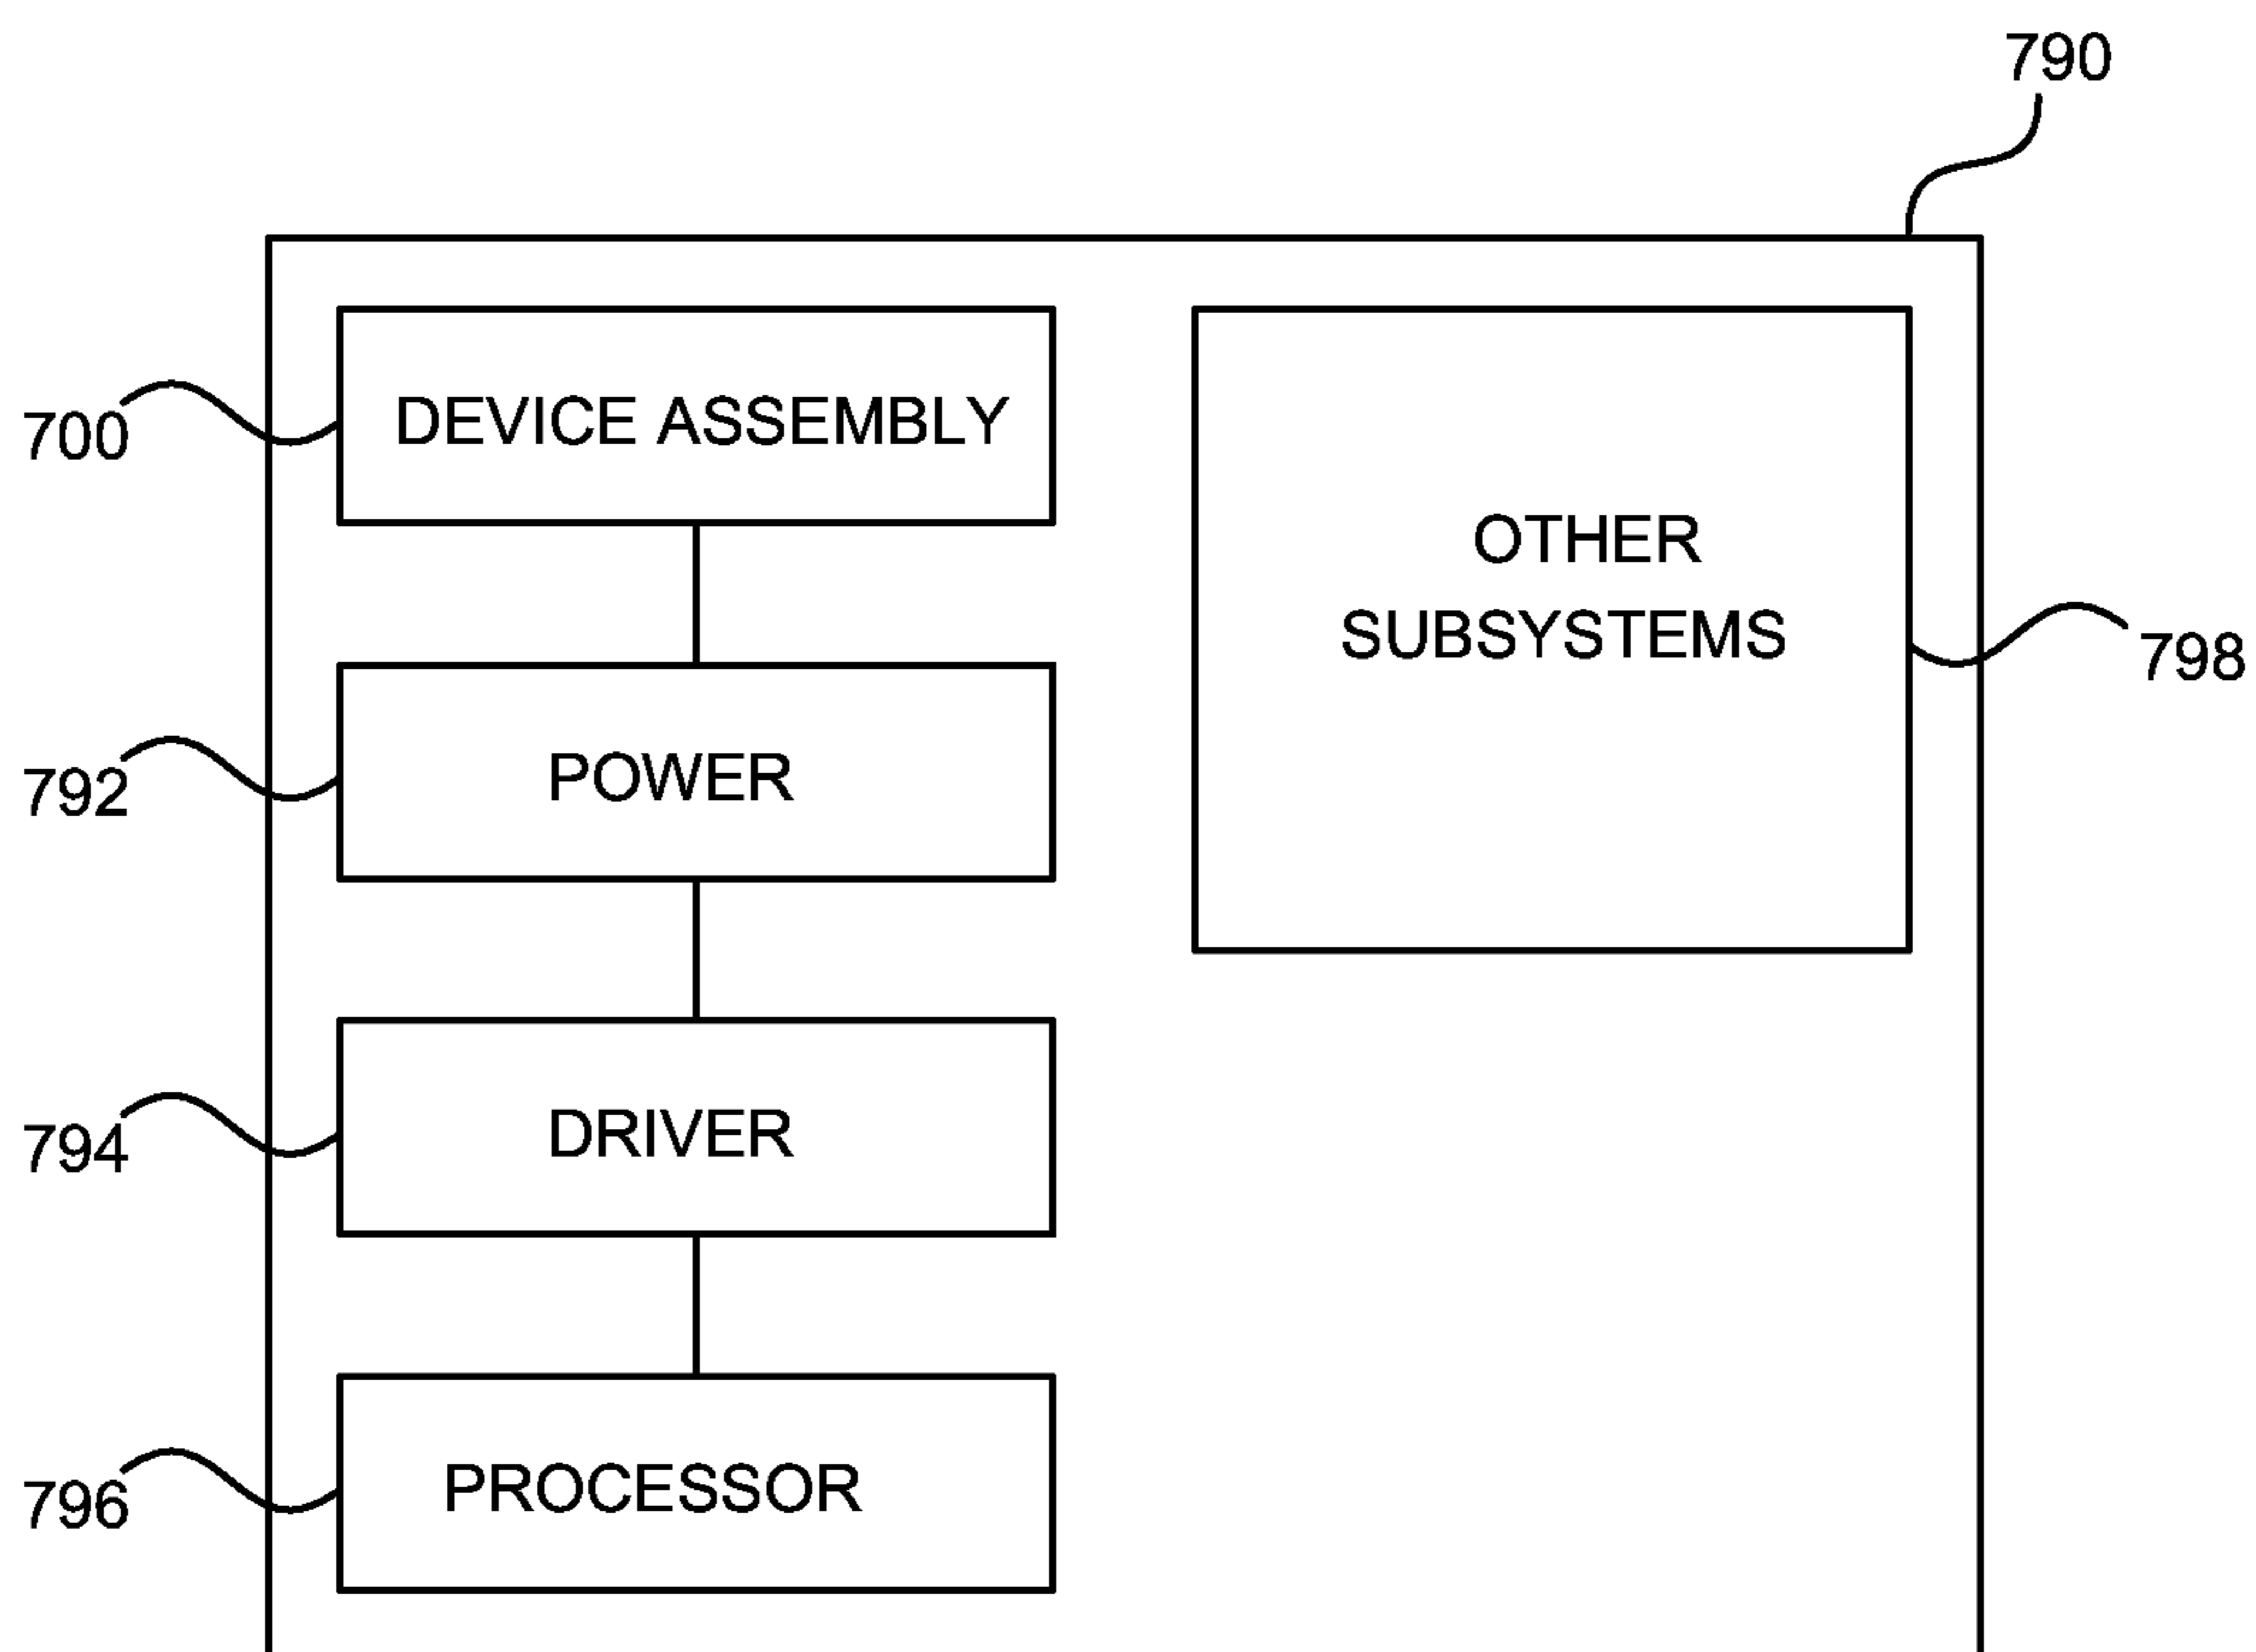 790
700
DEVICE ASSEMBLY
OTHER
SUBSYSTEMS
798
792
POWER
794
DRIVER
796
PROCESSOR